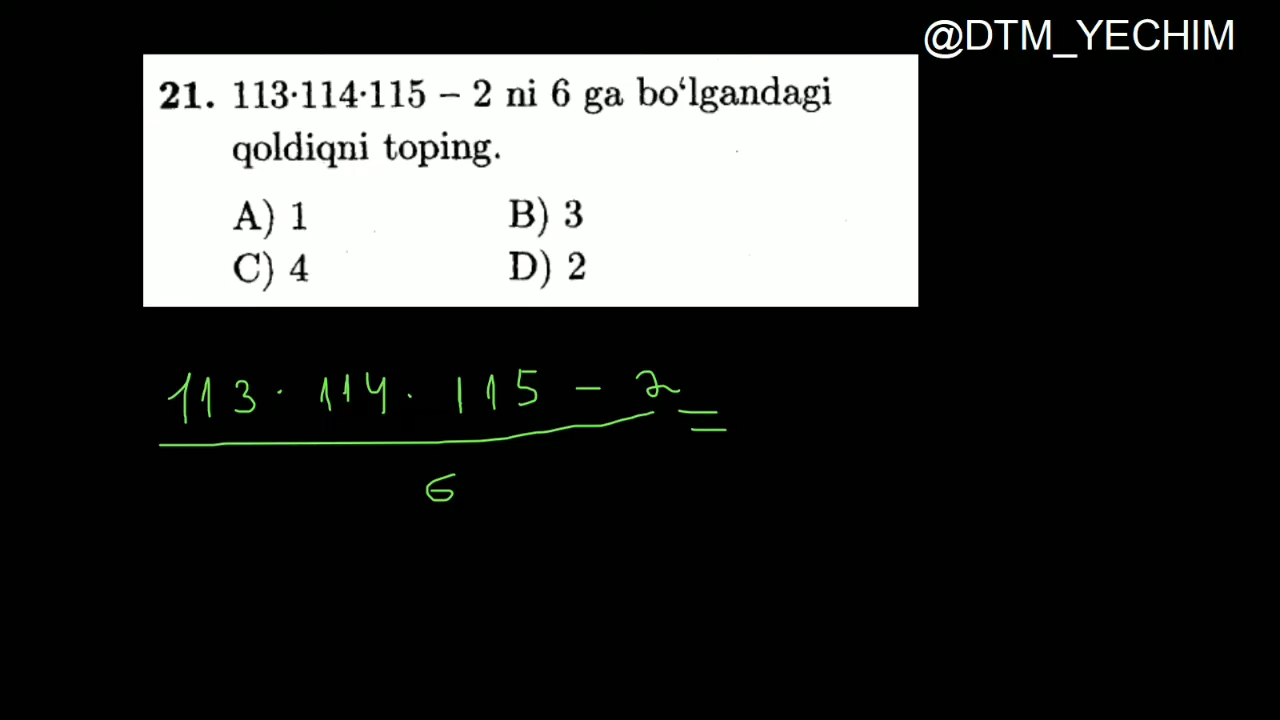 @DTM_YECHIM
21. 113·114·115 – 2 ni 6 ga bo‘lgandagi
qoldiqni toping.
A) 1 B) 3
C) 4 D) 2
113 · 114 · 115 – 2 =
6